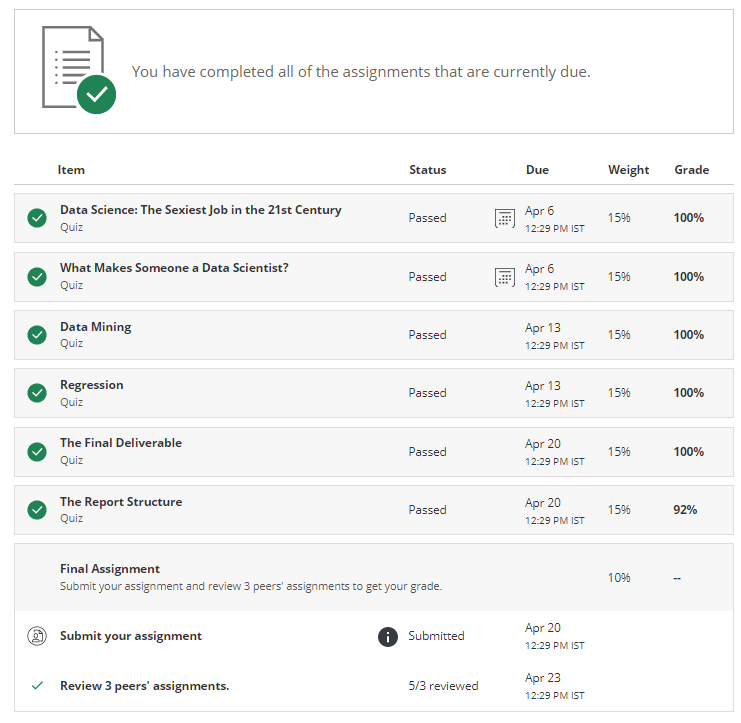 You have completed all of the assignments that are currently due.
Item Status Due Weight Grade
Data Science: The Sexiest Job in the 21st Century
Quiz
Passed
Apr 6
12:29 PM IST
15%
100%
What Makes Someone a Data Scientist?
Quiz
Passed
Apr 6
12:29 PM IST
15%
100%
Data Mining
Quiz
Passed
Apr 13
12:29 PM IST
15%
100%
Regression
Quiz
Passed
Apr 13
12:29 PM IST
15%
100%
The Final Deliverable
Quiz
Passed
Apr 20
12:29 PM IST
15%
100%
The Report Structure
Quiz
Passed
Apr 20
12:29 PM IST
15%
92%
Final Assignment
Submit your assignment and review 3 peers' assignments to get your grade.
10%
--
Submit your assignment
Submitted
Apr 20
12:29 PM IST
Review 3 peers' assignments.
5/3 reviewed
Apr 23
12:29 PM IST